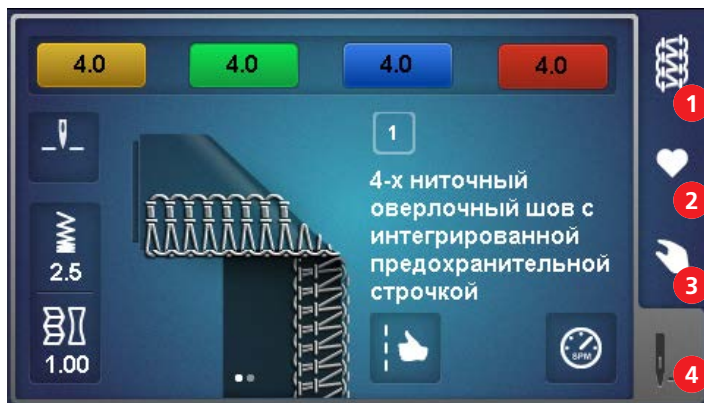 4.0 4.0 4.0 4.0
1
4-х ниточный
оверлочный шов с
интегрированной
предохранительной
строчкой
2.5
1.00
SPM
1
2
3
4